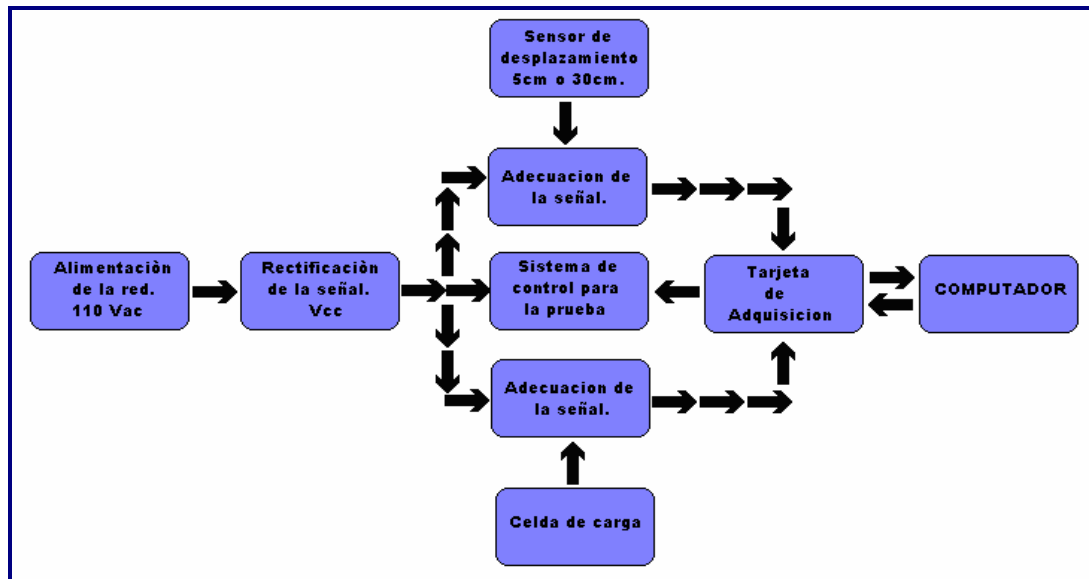 Sensor de
desplazamiento
5cm o 30cm.
Adecuacion de
la señal.
Alimentaciòn
de la red.
110 Vac
Rectificaciòn
de la señal.
Vcc
Sistema de
control para
la prueba
Tarjeta
de
Adquisicion
COMPUTADOR
Adecuacion de
la señal.
Celda de carga